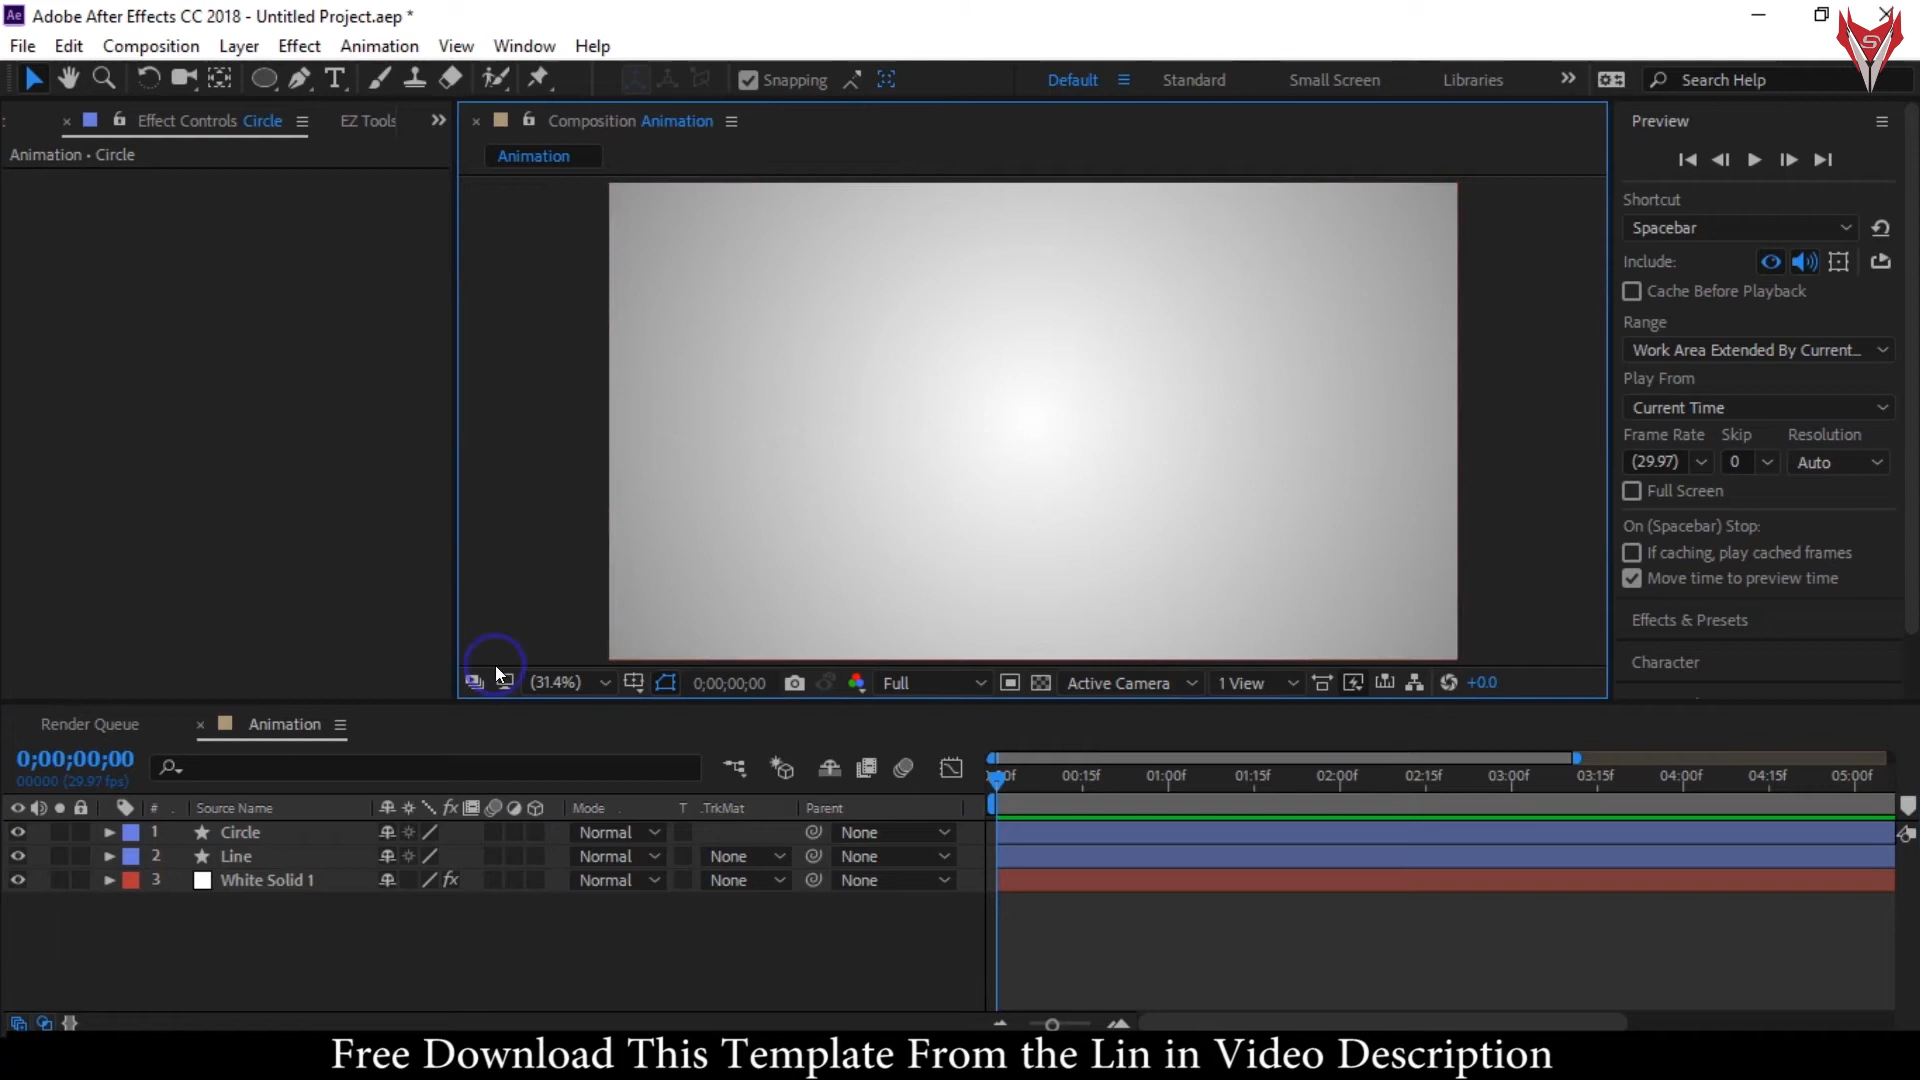 Ae Adobe After Effects CC 2018 - Untitled Project.aep *
File Edit Composition Layer Effect Animation View Window Help
Snapping Default Standard Small Screen Libraries Search Help
Effect Controls Circle EZ Tools
Composition Animation
Preview
Animation • Circle
Animation
Shortcut
Spacebar
Include:
Cache Before Playback
Range
Work Area Extended By Current...
Play From
Current Time
Frame Rate Skip Resolution
(29.97) 0 Auto
Full Screen
On (Spacebar) Stop:
If caching, play cached frames
Move time to preview time
Effects & Presets
Character
(31.4%) 0;00;00;00 Full Active Camera 1 View +0.0
Render Queue Animation
0;00;00;00
00000 (29.97 fps)
00:15f 01:00f 01:15f 02:00f 02:15f 03:00f 03:15f 04:00f 04:15f 05:00f
# Source Name fx Mode T .TrkMat Parent
1 Circle Normal None
2 Line Normal None None
3 White Solid 1 fx Normal None None
Free Download This Template From the Lin in Video Description